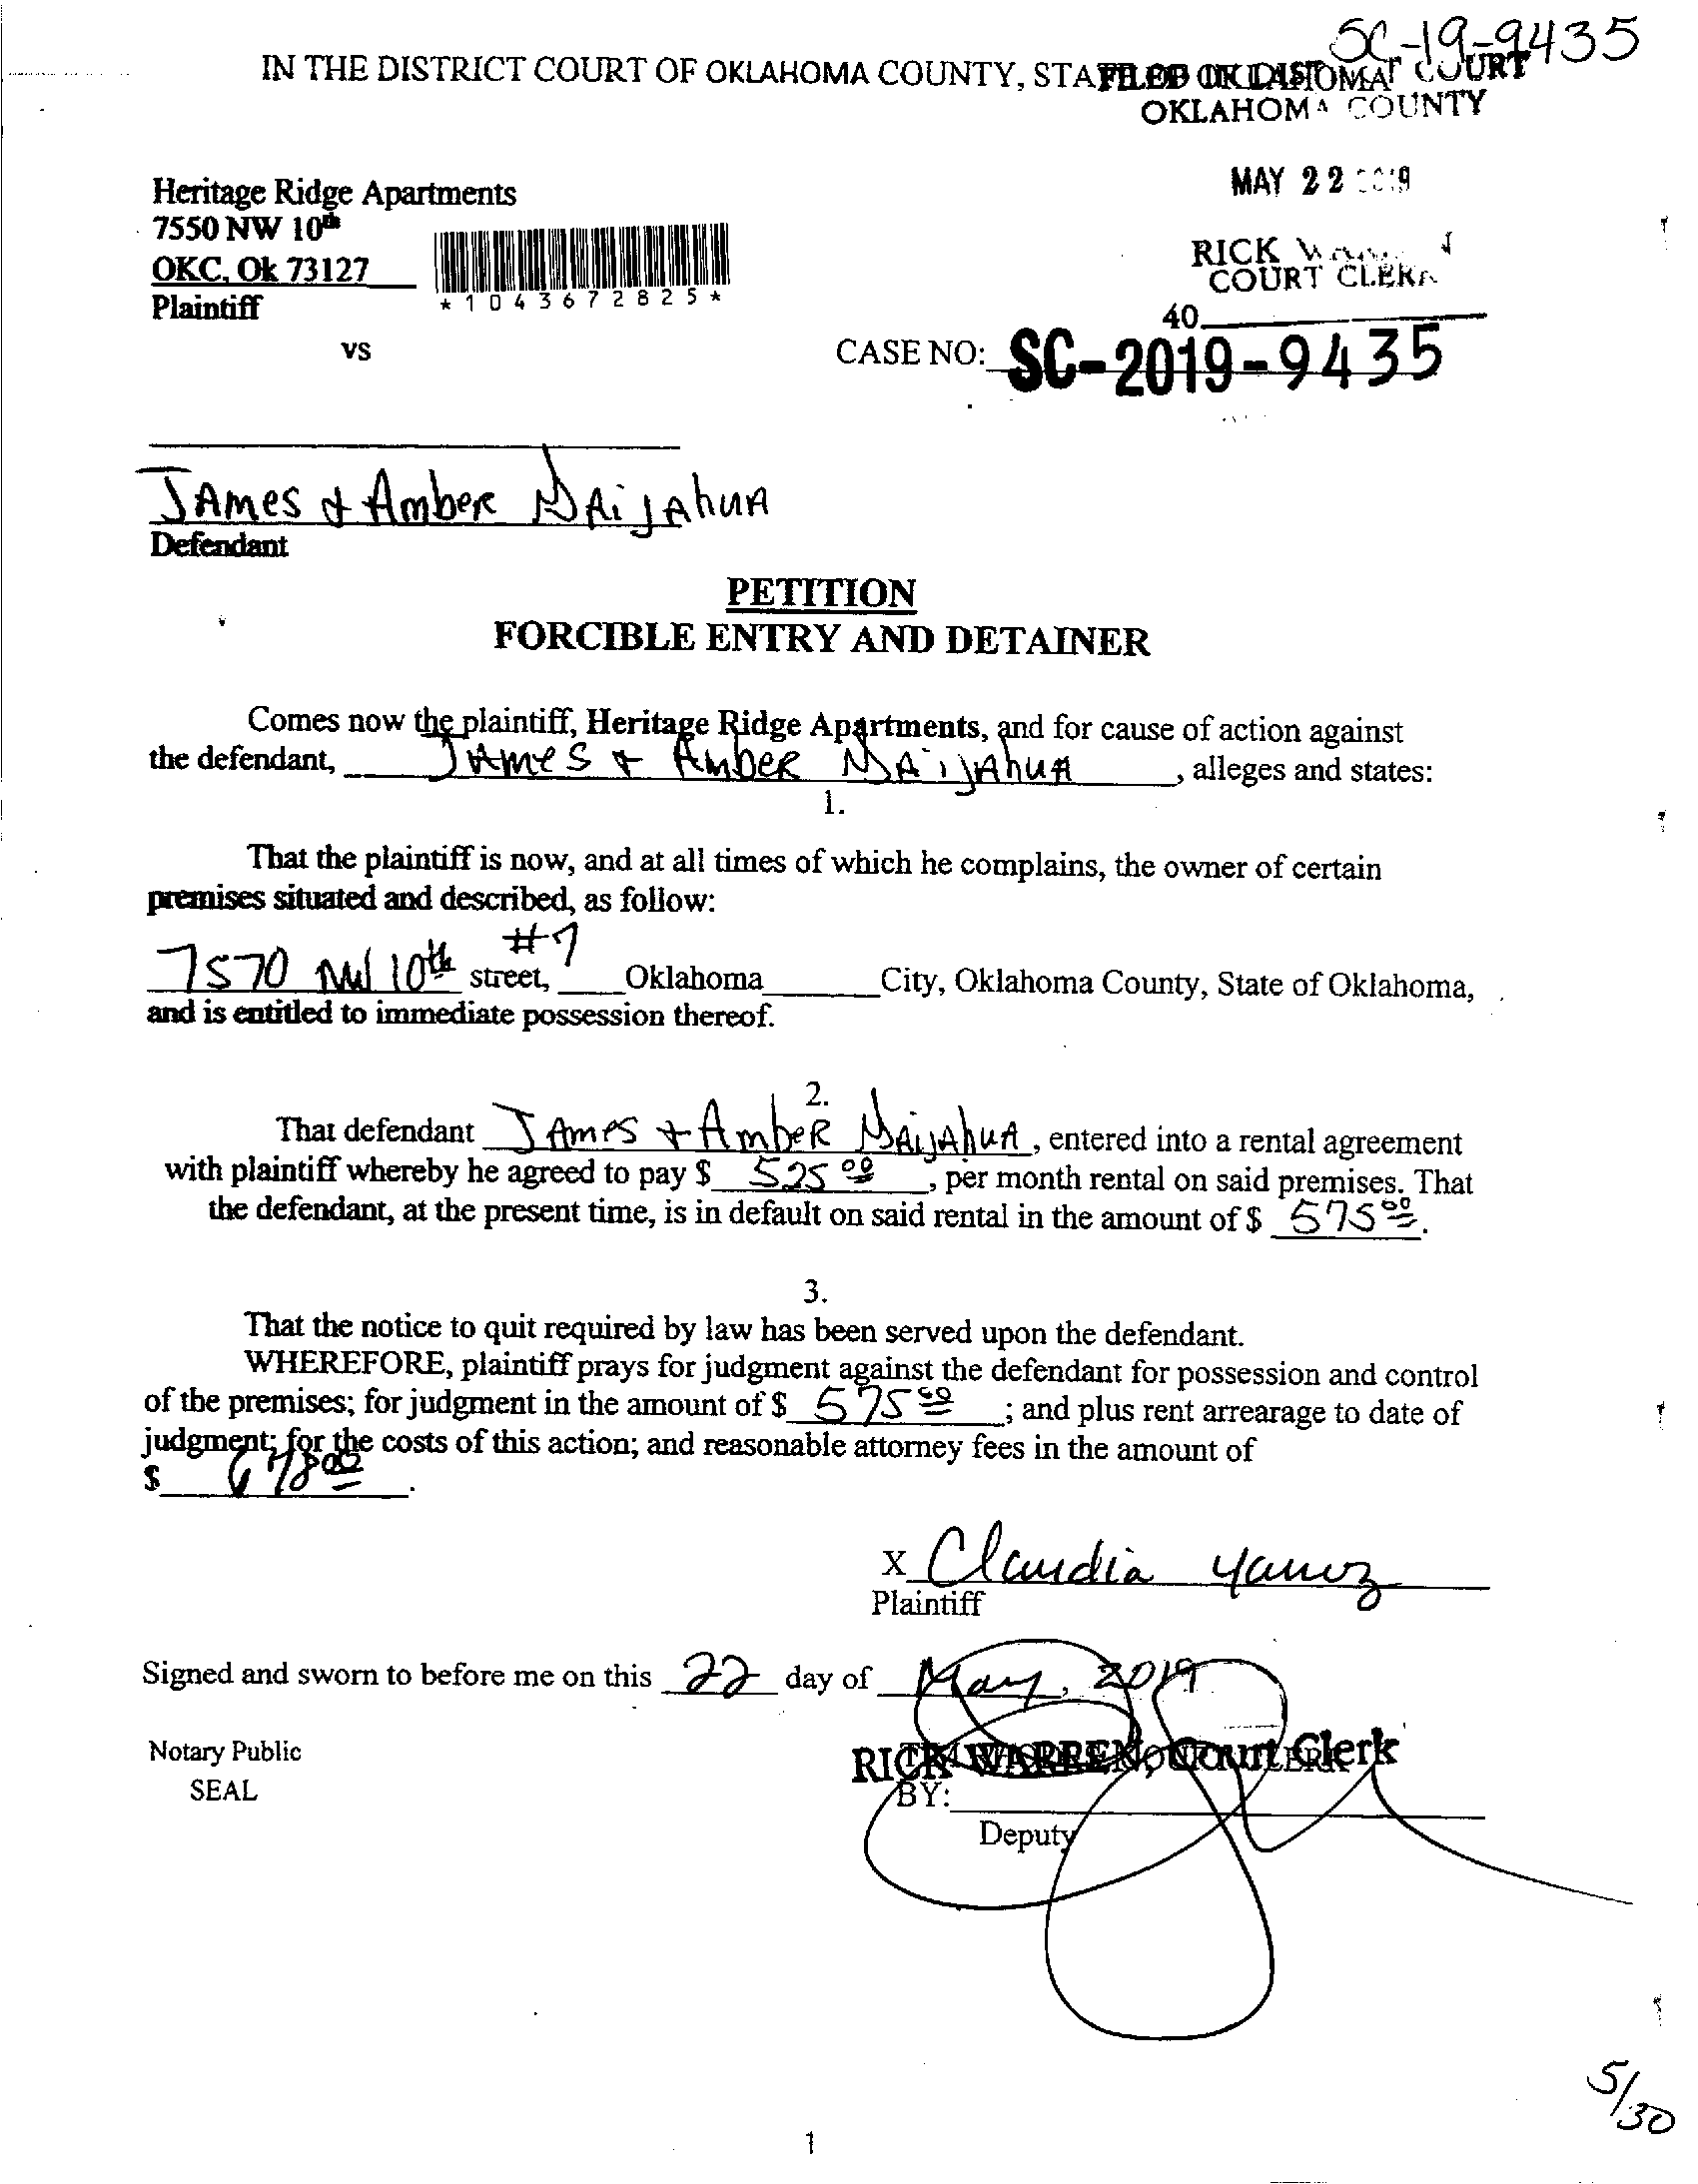 SC-19-9435
IN THE DISTRICT COURT OF OKLAHOMA COUNTY, STATE OF OKLAHOMA
FILED IN DISTRICT COURT
OKLAHOMA COUNTY
MAY 22 2019
Heritage Ridge Apartments
7550 NW 10th
OKC, Ok 73127
Plaintiff
*1043672825*
RICK
COURT CLERK
40
vs
CASE NO: SC-2019-9435
James & Amber Naijahua
Defendant
PETITION
FORCIBLE ENTRY AND DETAINER
Comes now the plaintiff, Heritage Ridge Apartments, and for cause of action against
the defendant, James & Amber Naijahua, alleges and states:
1.
That the plaintiff is now, and at all times of which he complains, the owner of certain
premises situated and described, as follow:
7570 NW 10th street, #7 Oklahoma City, Oklahoma County, State of Oklahoma,
and is entitled to immediate possession thereof.
2.
That defendant James + Amber Naijahua, entered into a rental agreement
with plaintiff whereby he agreed to pay $ 525 00, per month rental on said premises. That
the defendant, at the present time, is in default on said rental in the amount of $ 575 00.
3.
That the notice to quit required by law has been served upon the defendant.
WHEREFORE, plaintiff prays for judgment against the defendant for possession and control
of the premises; for judgment in the amount of $ 575 00; and plus rent arrearage to date of
judgment; for the costs of this action; and reasonable attorney fees in the amount of
$ 678 00.
X Claudia
Plaintiff
Signed and sworn to before me on this 22 day of May, 2019
Notary Public
SEAL
RICK WARREN, Court Clerk
BY:
Deputy
5/30
1